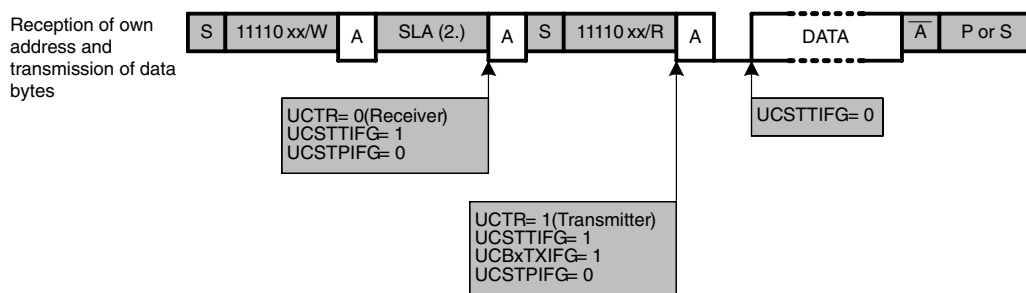 Reception of own
address and
transmission of data
bytes
S 11110 xx/W A SLA (2.) A S 11110 xx/R A DATA A P or S
UCTR= 0(Receiver)
UCSTTIFG= 1
UCSTPIFG= 0
UCSTTIFG= 0
UCTR= 1(Transmitter)
UCSTTIFG= 1
UCBxTXIFG= 1
UCSTPIFG= 0